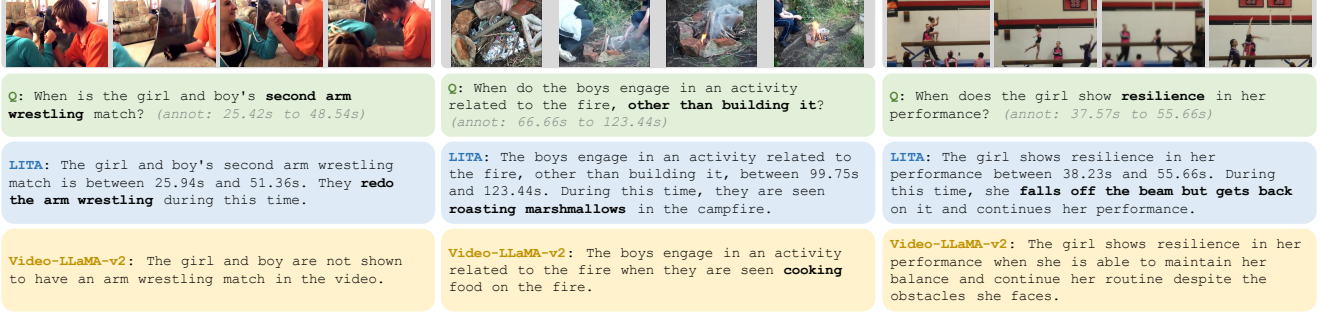 Q: When is the girl and boy's second arm
wrestling match? (annot: 25.42s to 48.54s)
LITA: The girl and boy's second arm wrestling
match is between 25.94s and 51.36s. They redo
the arm wrestling during this time.
Video-LLaMA-v2: The girl and boy are not shown
to have an arm wrestling match in the video.
Q: When do the boys engage in an activity
related to the fire, other than building it?
(annot: 66.66s to 123.44s)
LITA: The boys engage in an activity related to
the fire, other than building it, between 99.75s
and 123.44s. During this time, they are seen
roasting marshmallows in the campfire.
Video-LLaMA-v2: The boys engage in an activity
related to the fire when they are seen cooking
food on the fire.
Q: When does the girl show resilience in her
performance? (annot: 37.57s to 55.66s)
LITA: The girl shows resilience in her
performance between 38.23s and 55.66s. During
this time, she falls off the beam but gets back
on it and continues her performance.
Video-LLaMA-v2: The girl shows resilience in her
performance when she is able to maintain her
balance and continue her routine despite the
obstacles she faces.